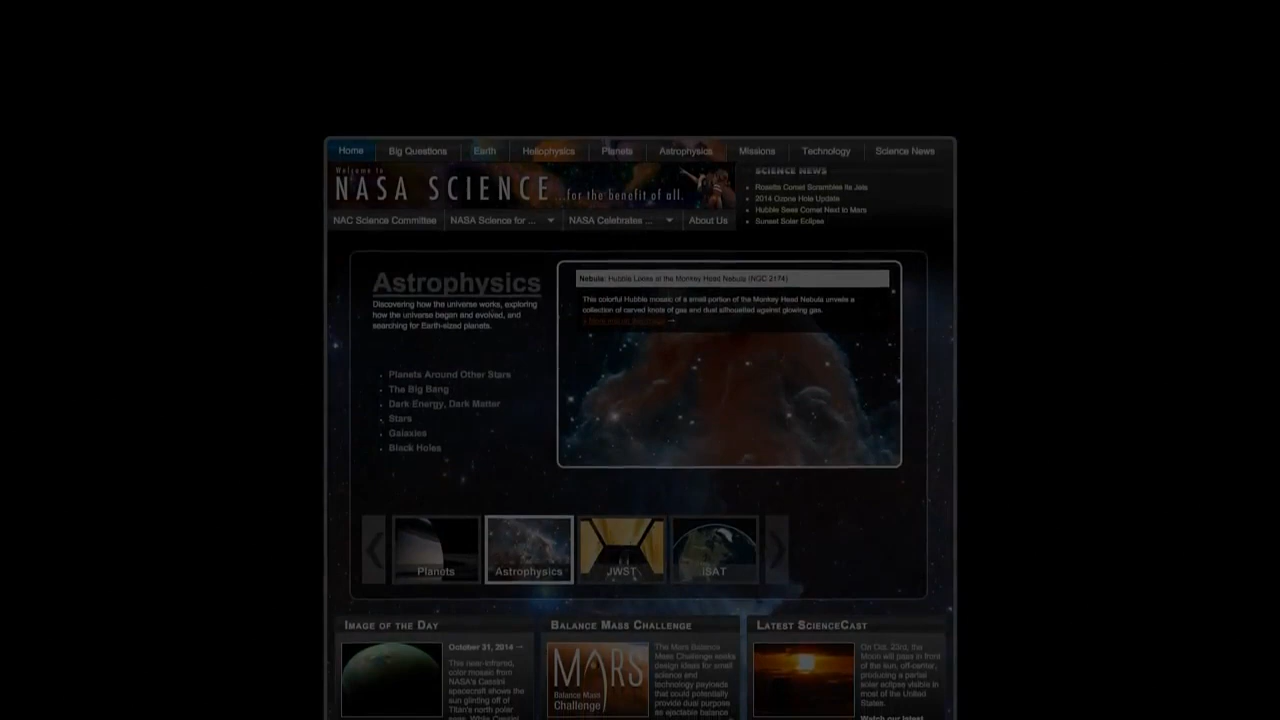 Home Big Questions Earth Heliophysics Planets Astrophysics Missions Technology Science News
Welcome to
NASA SCIENCE ...for the benefit of all.
SCIENCE NEWS
Rosetta Comet Scrambles Its Jets
2014 Ozone Hole Update
Hubble Sees Comet Next to Mars
Sunset Solar Eclipse
NAC Science Committee NASA Science for ... NASA Celebrates ... About Us
Astrophysics
Discovering how the universe works, exploring
how the universe began and evolved, and
searching for Earth-sized planets.
Planets Around Other Stars
The Big Bang
Dark Energy, Dark Matter
Stars
Galaxies
Black Holes
Nebula: Hubble Looks at the Monkey Head Nebula (NGC 2174)
This colorful Hubble mosaic of a small portion of the Monkey Head Nebula unveils a
collection of carved knots of gas and dust silhouetted against glowing gas.
Planets Astrophysics JWST iSAT
IMAGE OF THE DAY
October 31, 2014
This near-infrared,
color mosaic from
NASA's Cassini
spacecraft shows the
sun glinting off of
Titan's north polar
seas. While Cassini
BALANCE MASS CHALLENGE
MARS
Balance Mass
Challenge
The Mars Balance
Mass Challenge seeks
design ideas for small
science and
technology payloads
that could potentially
provide dual purpose
as ejectable balance
LATEST SCIENCECAST
On Oct. 23rd, the
Moon will pass in front
of the sun, off-center,
producing a partial
solar eclipse visible in
most of the United
States.
Watch our latest